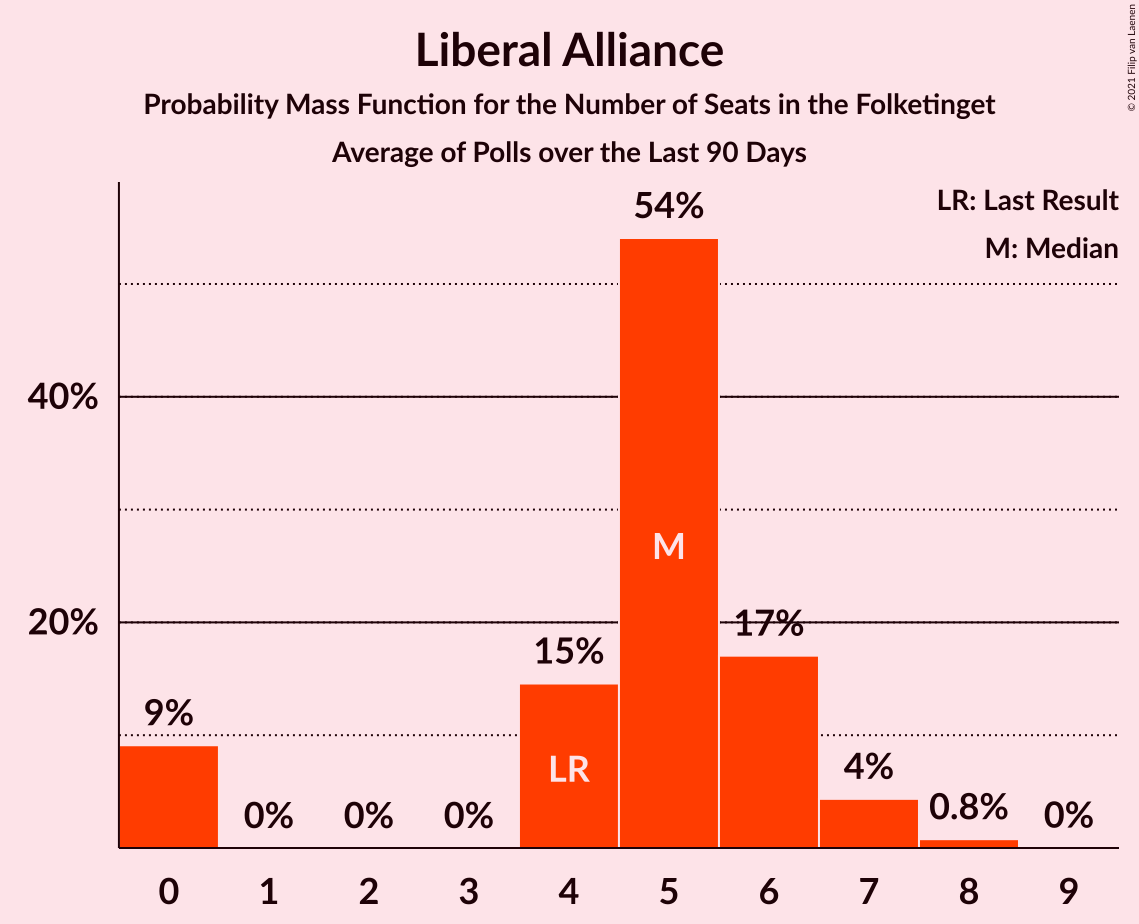 Liberal Alliance
Probability Mass Function for the Number of Seats in the Folketinget
Average of Polls over the Last 90 Days
© 2021 Filip van Laenen
LR: Last Result
M: Median
54%
40%
M
20%
17%
15%
9%
LR
4%
0%
0%
0%
0.8%
0%
0
1
2
3
4
5
6
7
8
9